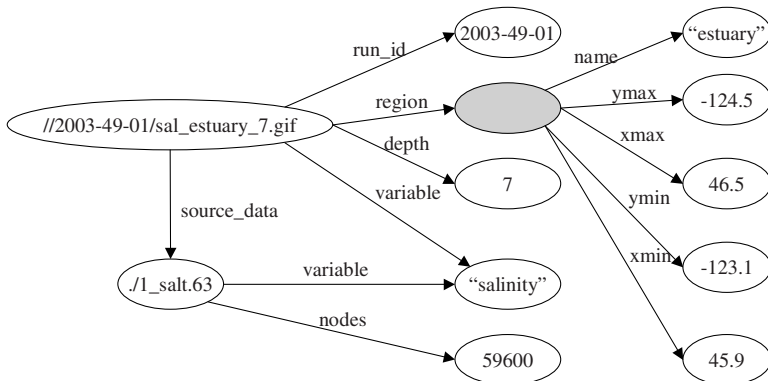 2003-49-01
“estuary”
run_id
name
region
ymax
-124.5
//2003-49-01/sal_estuary_7.gif
xmax
depth
7
46.5
variable
ymin
source_data
xmin
-123.1
./1_salt.63
variable
“salinity”
nodes
59600
45.9